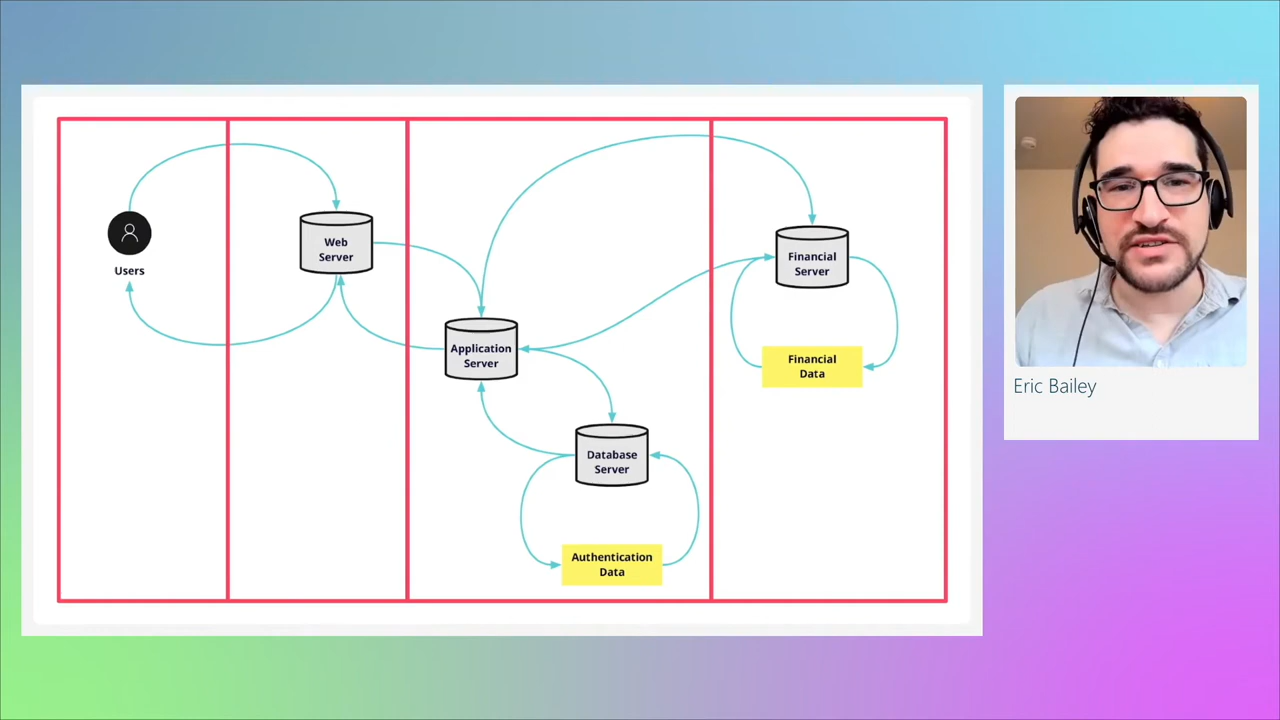 Users
Web
Server
Application
Server
Database
Server
Authentication
Data
Financial
Server
Financial
Data
Eric Bailey